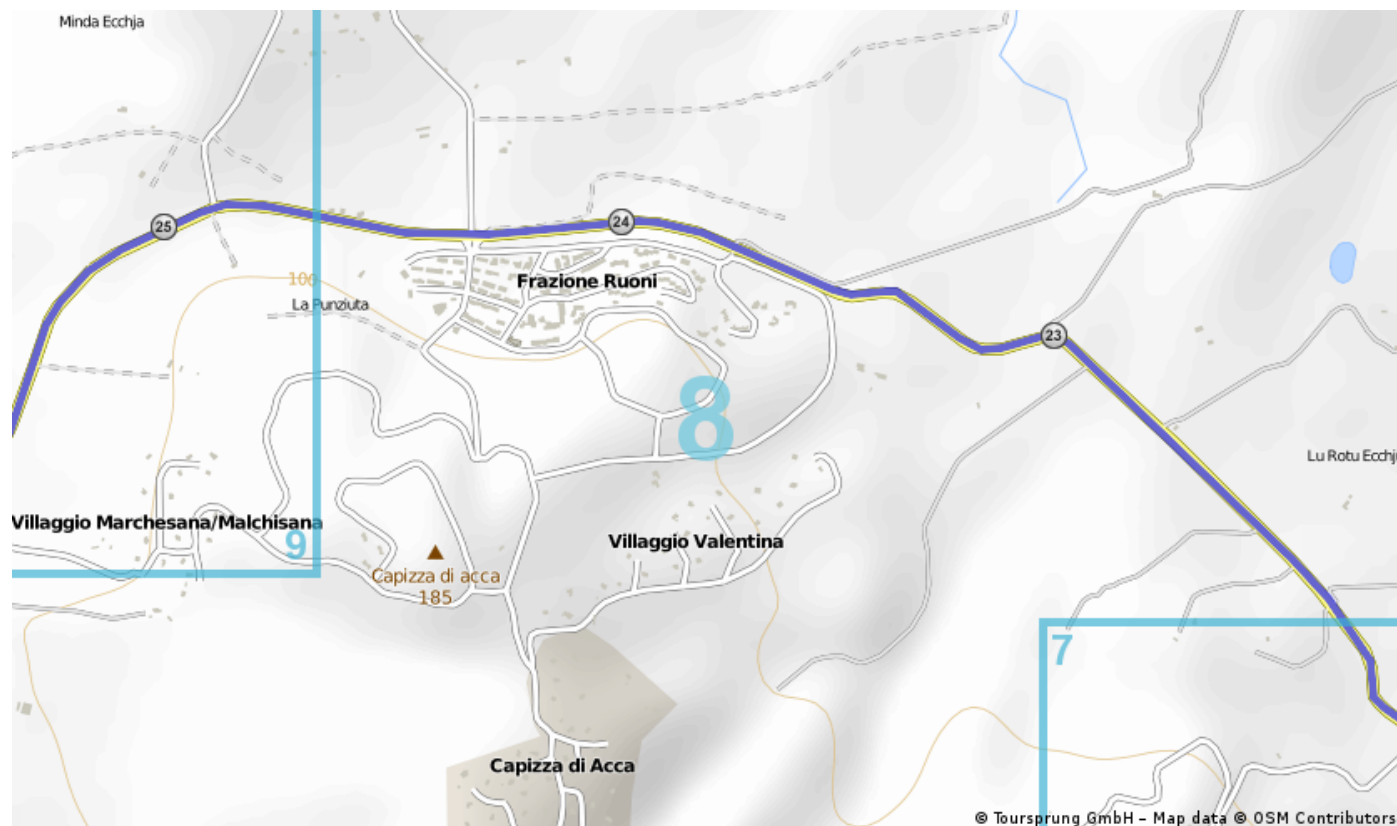 Minda Ecchja
25
24
100
La Punziuta
Frazione Ruoni
23
8
Lu Rotu Ecchj
Villaggio Marchesana/Malchisana
9
Villaggio Valentina
Capizza di acca
185
7
Capizza di Acca
© Toursprung GmbH – Map data © OSM Contributors